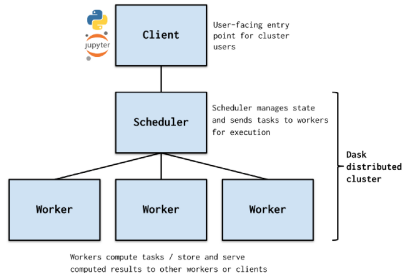 Client
User-facing entry
point for cluster
users
jupyter
Scheduler
Scheduler manages state
and sends tasks to workers
for execution
Dask
distributed
cluster
Worker
Worker
Worker
Workers compute tasks / store and serve
computed results to other workers or clients